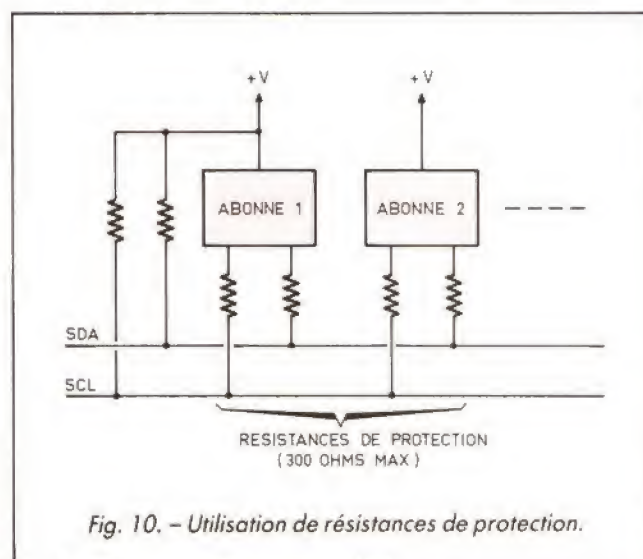 +V
+V
ABONNE 1
ABONNE 2
SDA
SCL
RESISTANCES DE PROTECTION
(300 OHMS MAX)
Fig. 10. – Utilisation de résistances de protection.